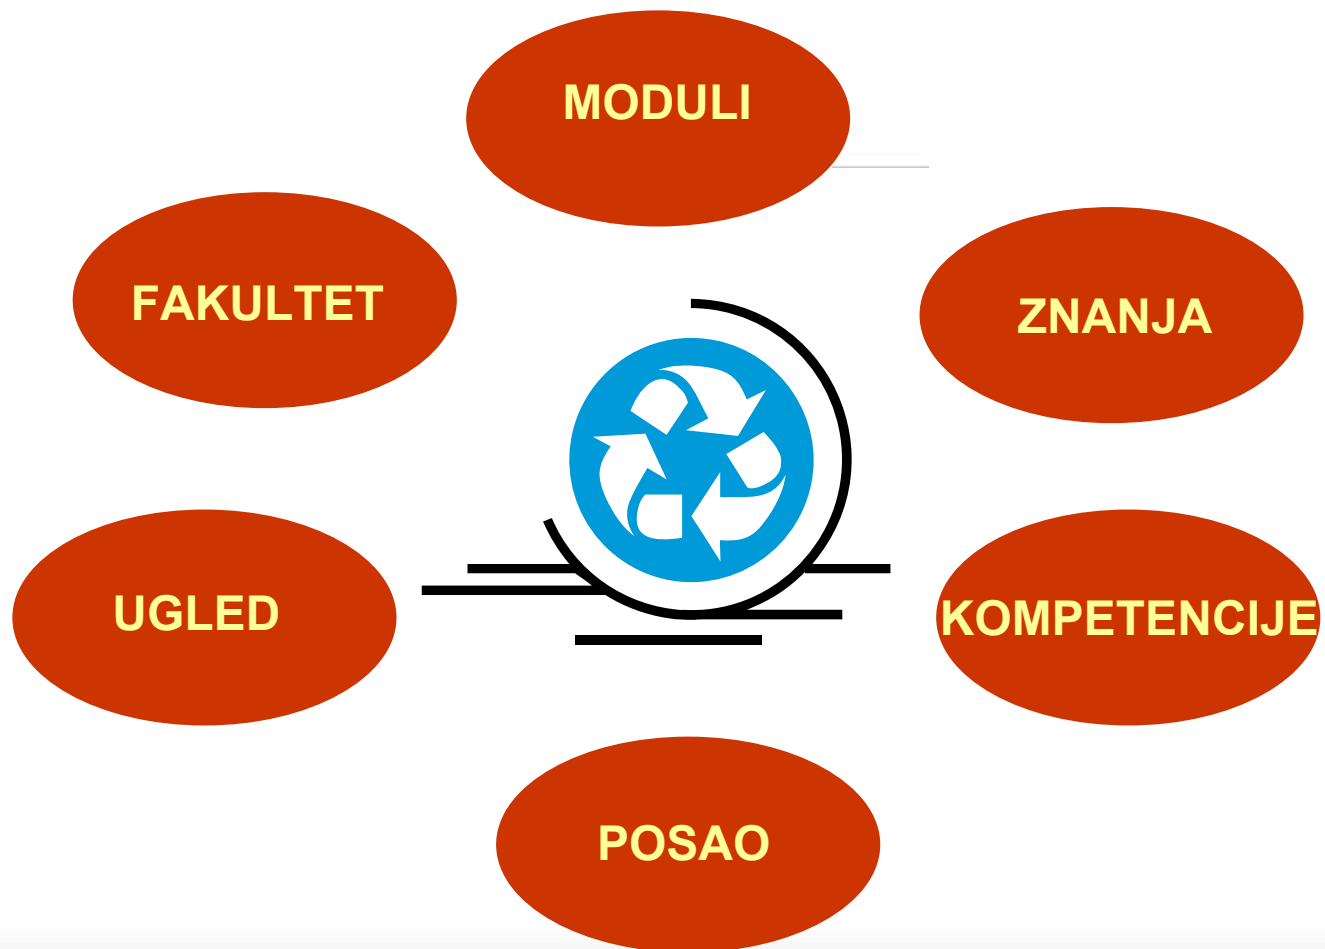 MODULI
FAKULTET
ZNANJA
UGLED
KOMPETENCIJE
POSAO